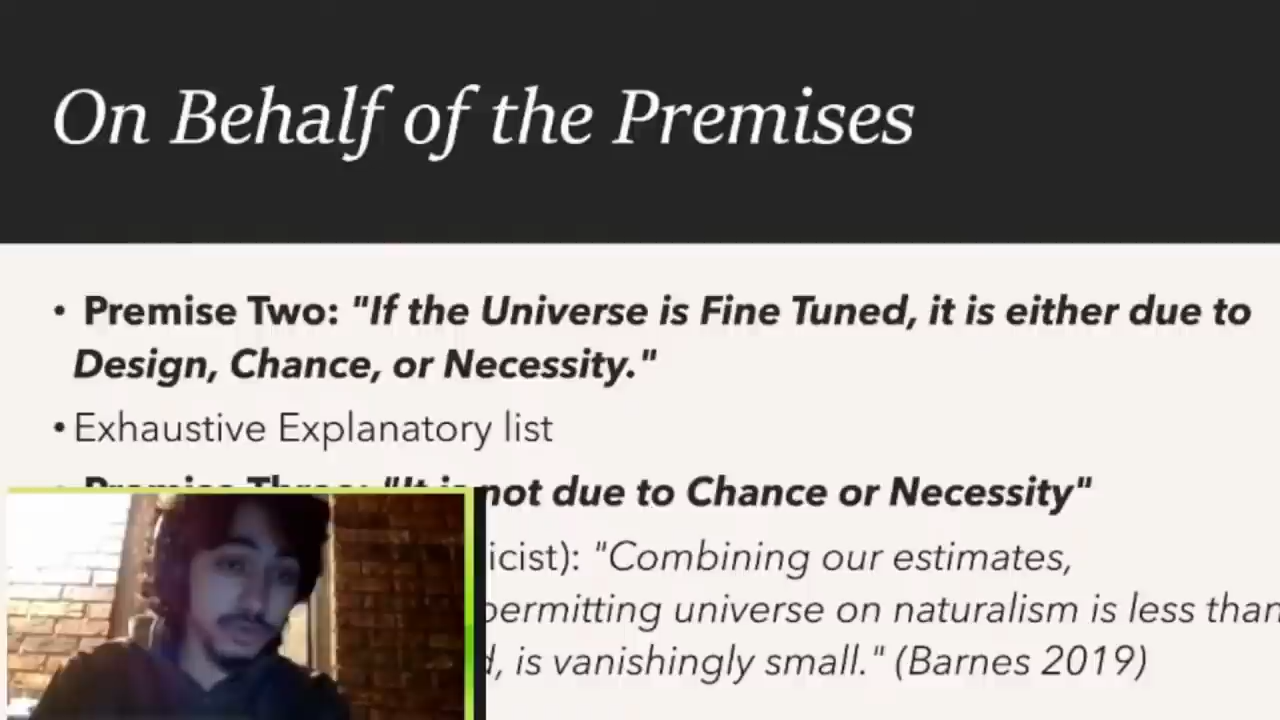 On Behalf of the Premises
• Premise Two: "If the Universe is Fine Tuned, it is either due to
Design, Chance, or Necessity."
• Exhaustive Explanatory list
• Premise Three: "It is not due to Chance or Necessity"
icist): "Combining our estimates,
permitting universe on naturalism is less than
, is vanishingly small." (Barnes 2019)